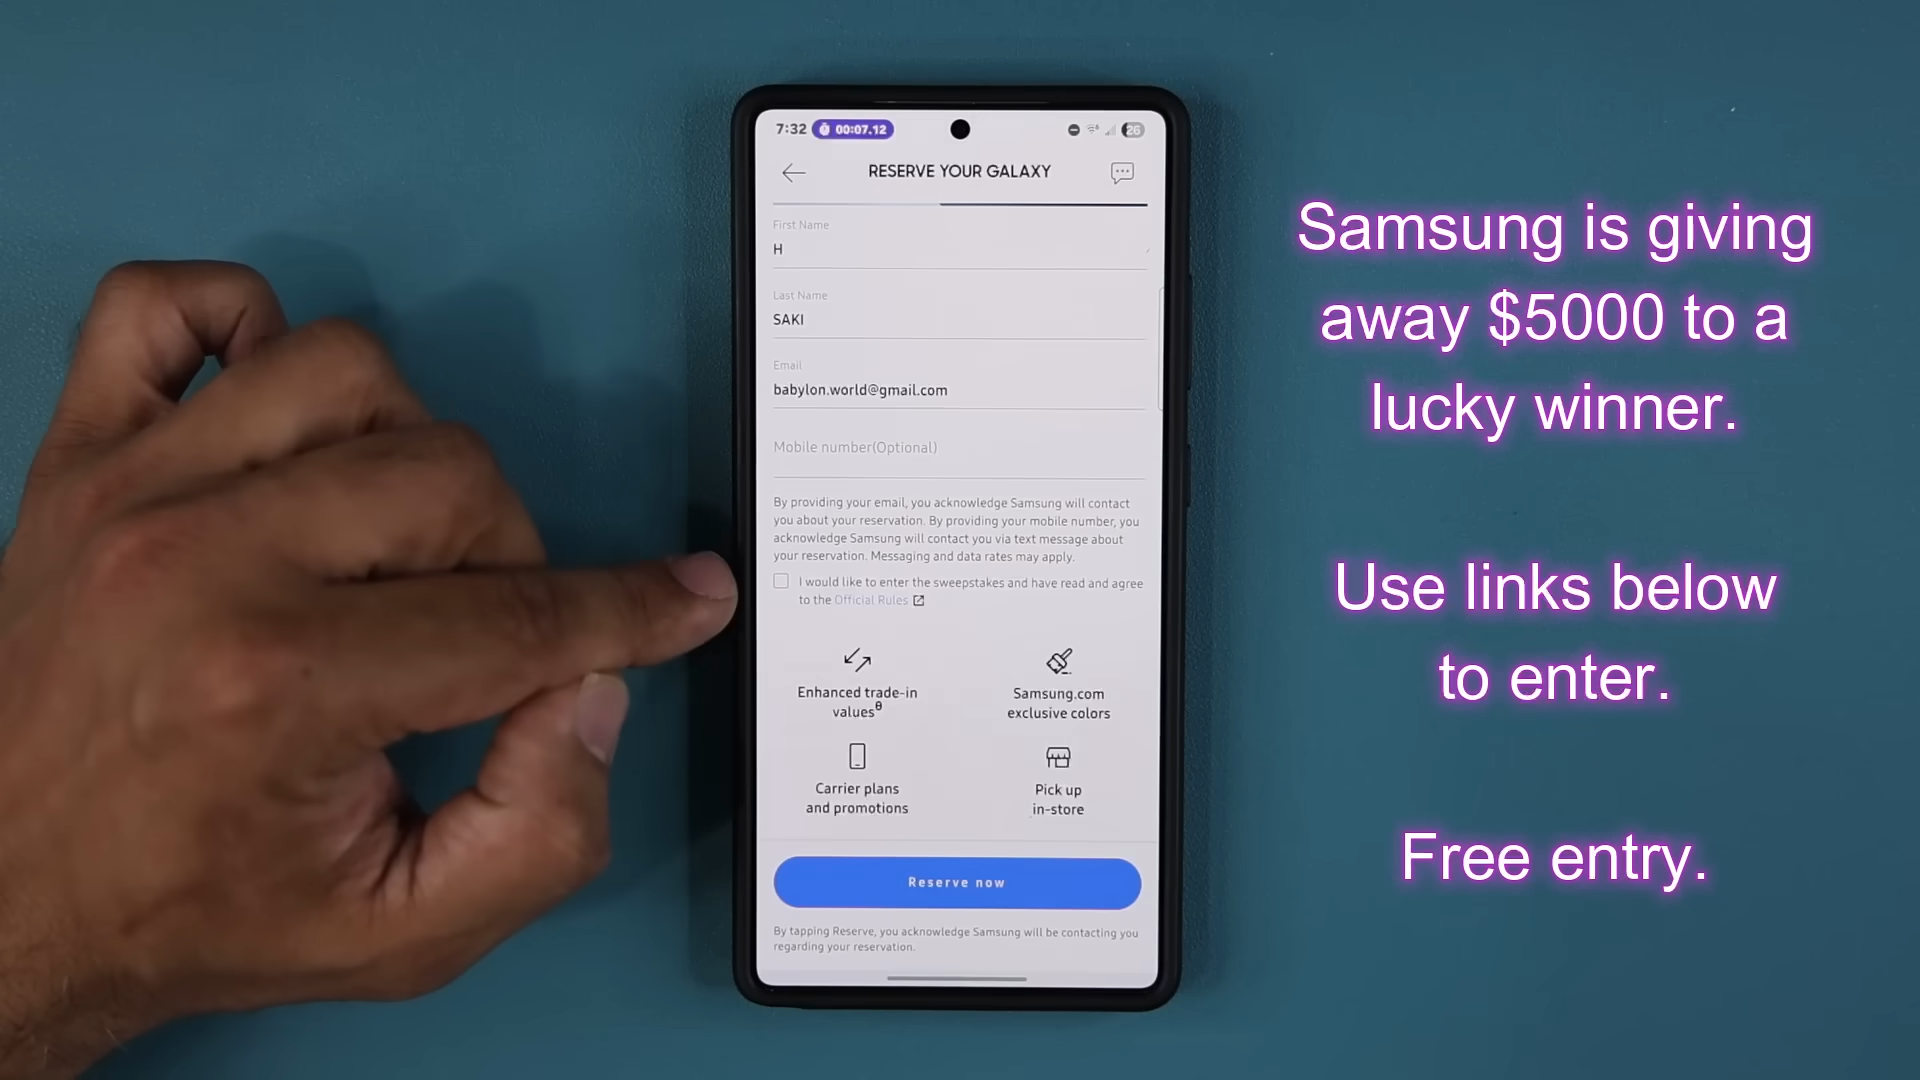 7:32 00:07.12 26
RESERVE YOUR GALAXY
First Name
H
Last Name
SAKI
Email
babylon.world@gmail.com
Mobile number(Optional)
By providing your email, you acknowledge Samsung will contact
you about your reservation. By providing your mobile number, you
acknowledge Samsung will contact you via text message about
your reservation. Messaging and data rates may apply.
I would like to enter the sweepstakes and have read and agree
to the Official Rules
Enhanced trade-in
valuesᶿ
Samsung.com
exclusive colors
Carrier plans
and promotions
Pick up
in-store
Reserve now
By tapping Reserve, you acknowledge Samsung will be contacting you
regarding your reservation.
Samsung is giving
away $5000 to a
lucky winner.
Use links below
to enter.
Free entry.